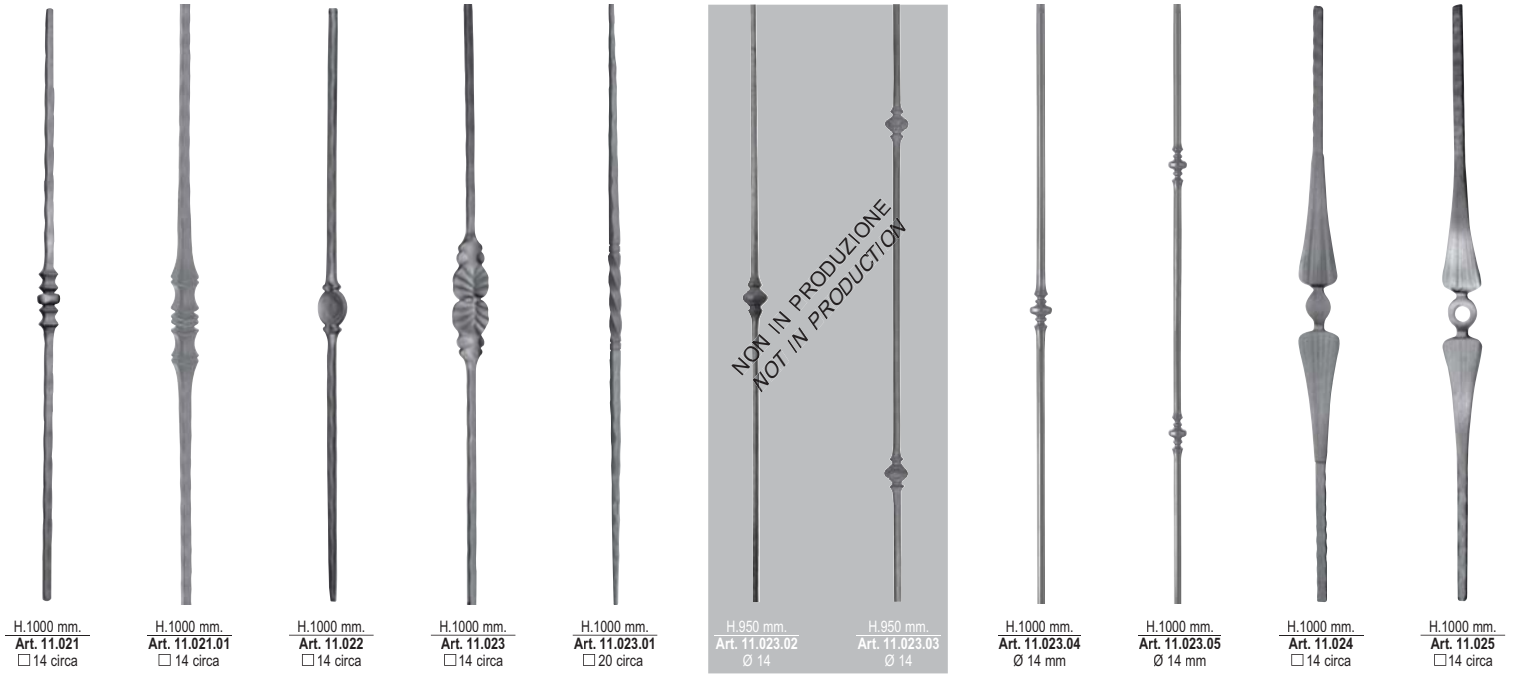 NON IN PRODUZIONE
NOT IN PRODUCTION
H.1000 mm.
Art. 11.021
□ 14 circa
H.1000 mm.
Art. 11.021.01
□ 14 circa
H.1000 mm.
Art. 11.022
□ 14 circa
H.1000 mm.
Art. 11.023
□ 14 circa
H.1000 mm.
Art. 11.023.01
□ 20 circa
H.950 mm.
Art. 11.023.02
Ø 14
H.950 mm.
Art. 11.023.03
Ø 14
H.1000 mm.
Art. 11.023.04
Ø 14 mm
H.1000 mm.
Art. 11.023.05
Ø 14 mm
H.1000 mm.
Art. 11.024
□ 14 circa
H.1000 mm.
Art. 11.025
□ 14 circa